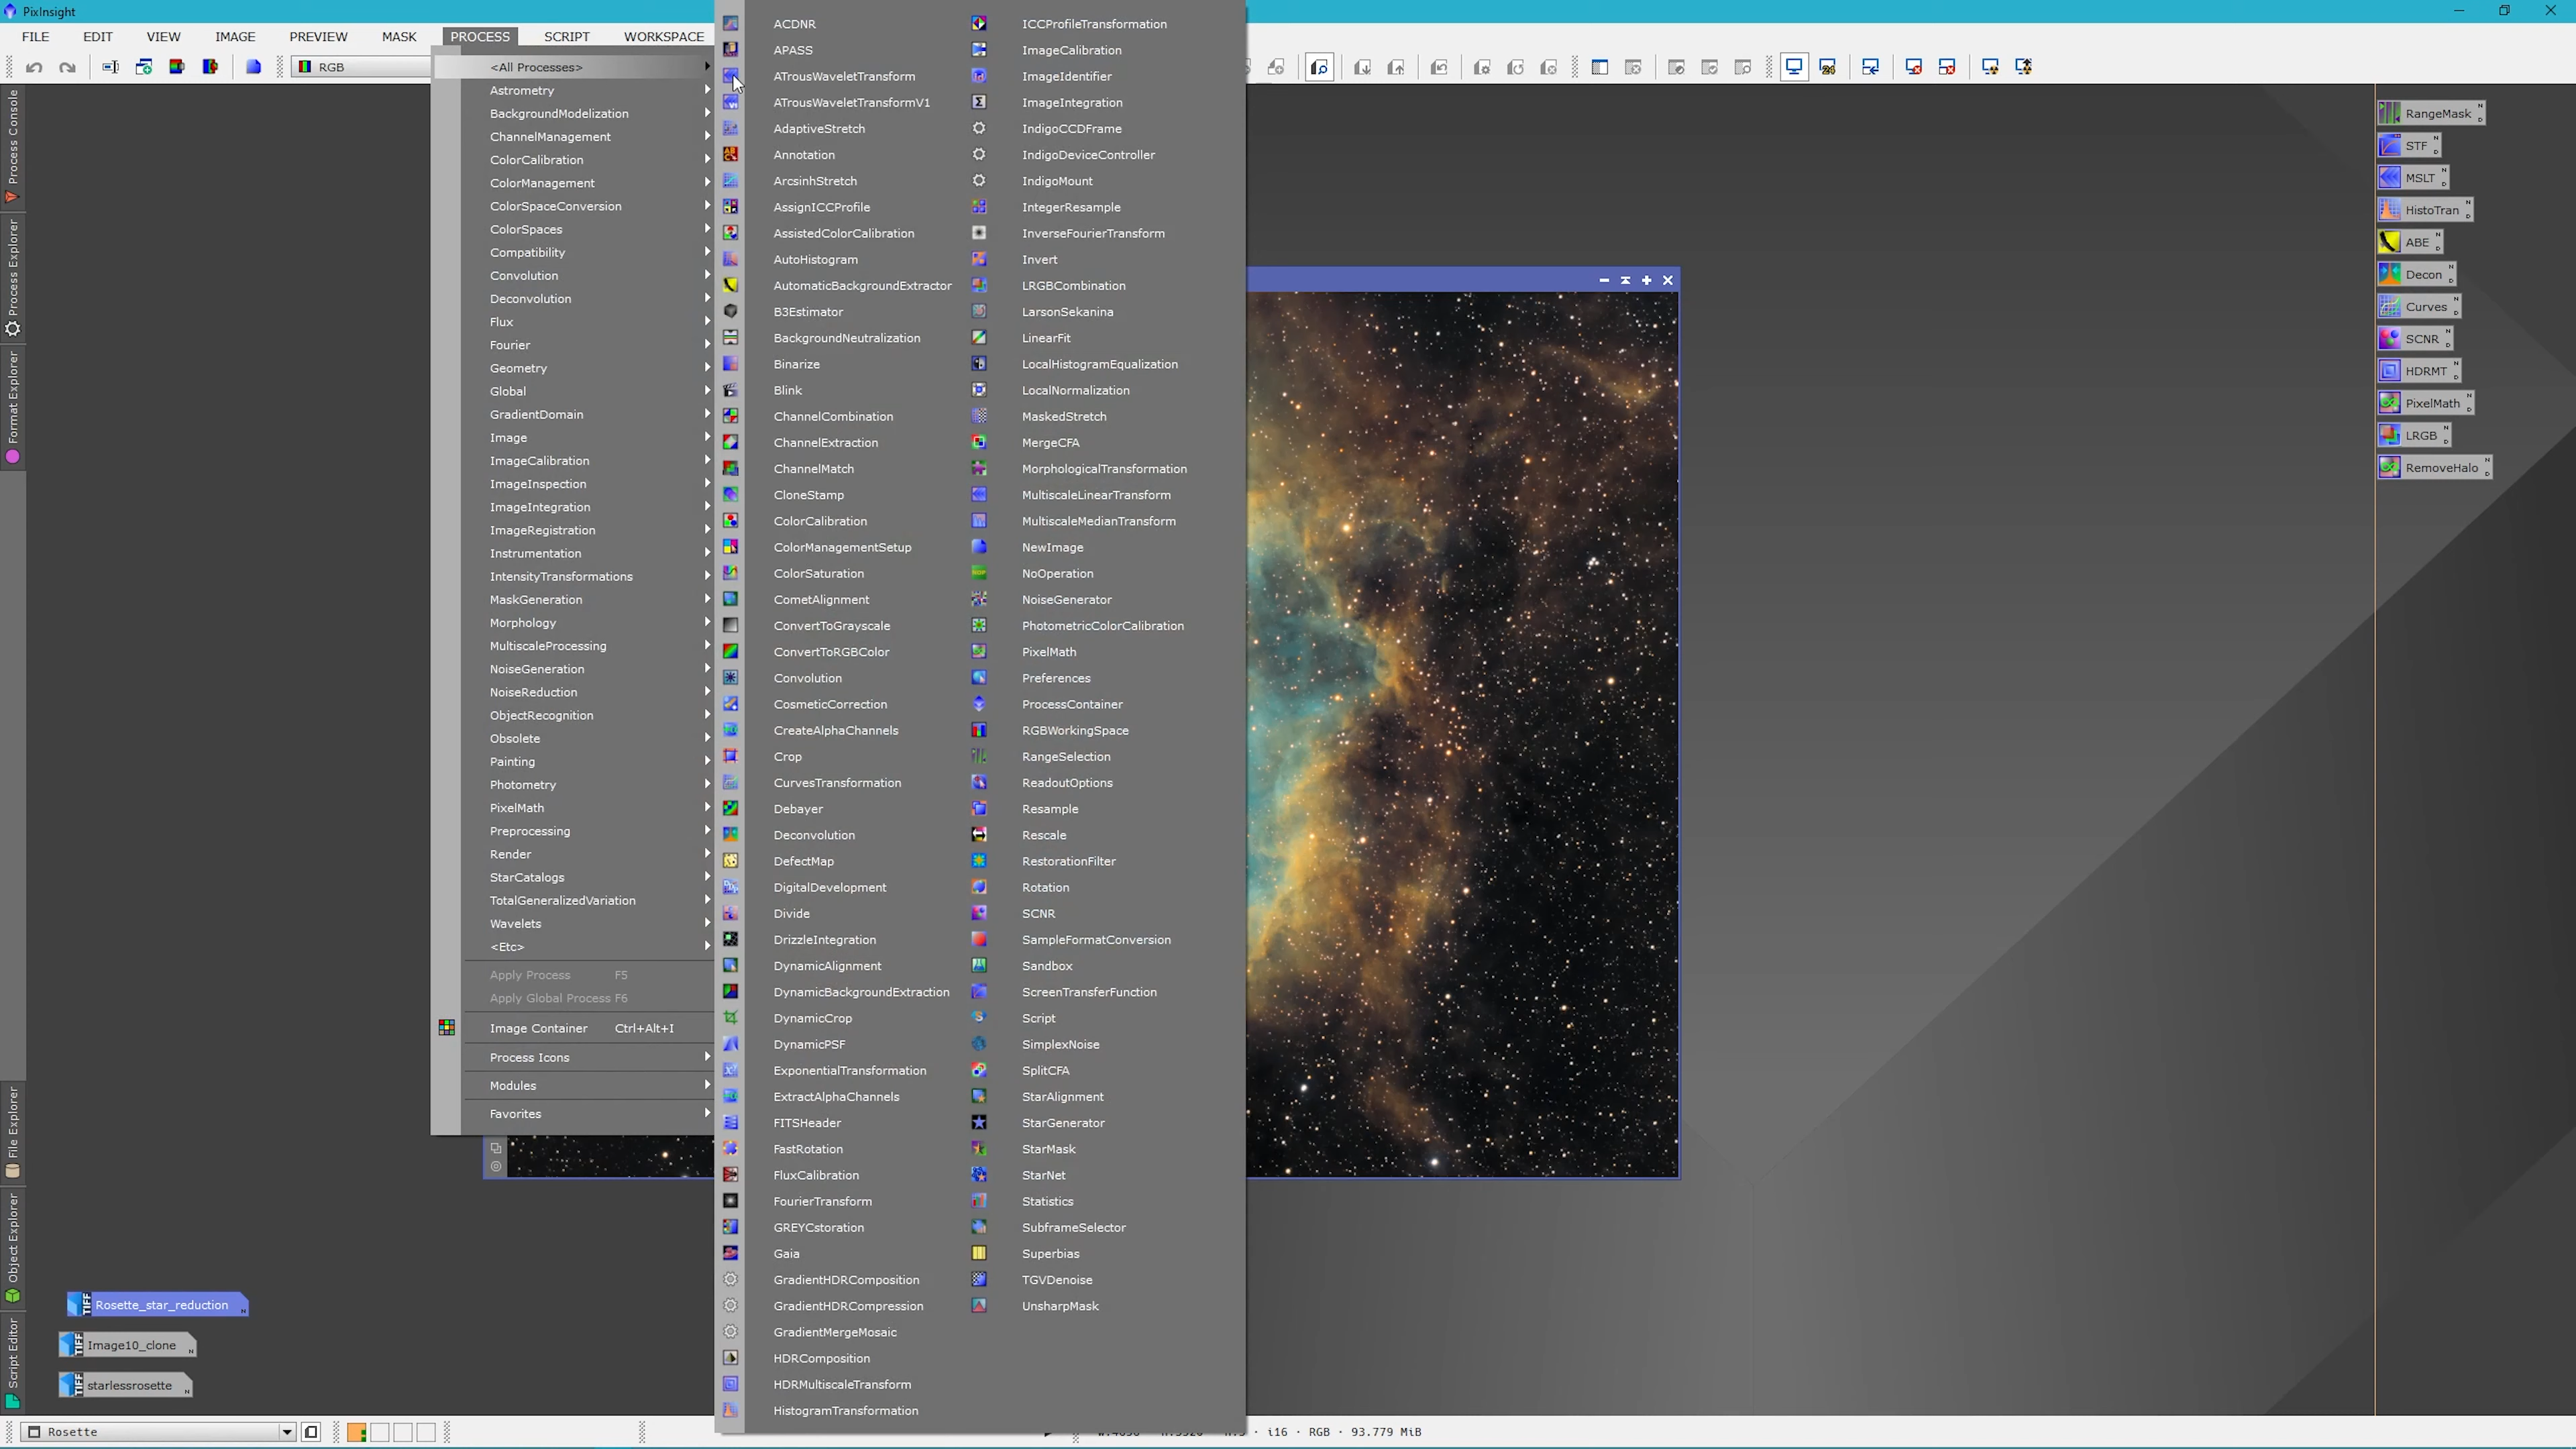 PixInsight
FILE EDIT VIEW IMAGE PREVIEW MASK PROCESS SCRIPT WORKSPACE
RGB
Process Console
Process Explorer
Format Explorer
File Explorer
Object Explorer
Script Editor
<All Processes>
Astrometry
BackgroundModelization
ChannelManagement
ColorCalibration
ColorManagement
ColorSpaceConversion
ColorSpaces
Compatibility
Convolution
Deconvolution
Flux
Fourier
Geometry
Global
GradientDomain
Image
ImageCalibration
ImageInspection
ImageIntegration
ImageRegistration
Instrumentation
IntensityTransformations
MaskGeneration
Morphology
MultiscaleProcessing
NoiseGeneration
NoiseReduction
ObjectRecognition
Obsolete
Painting
Photometry
PixelMath
Preprocessing
Render
StarCatalogs
TotalGeneralizedVariation
Wavelets
<Etc>
Apply Process F5
Apply Global Process F6
Image Container Ctrl+Alt+I
Process Icons
Modules
Favorites
ACDNR
APASS
ATrousWaveletTransform
ATrousWaveletTransformV1
AdaptiveStretch
Annotation
ArcsinhStretch
AssignICCProfile
AssistedColorCalibration
AutoHistogram
AutomaticBackgroundExtractor
B3Estimator
BackgroundNeutralization
Binarize
Blink
ChannelCombination
ChannelExtraction
ChannelMatch
CloneStamp
ColorCalibration
ColorManagementSetup
ColorSaturation
CometAlignment
ConvertToGrayscale
ConvertToRGBColor
Convolution
CosmeticCorrection
CreateAlphaChannels
Crop
CurvesTransformation
Debayer
Deconvolution
DefectMap
DigitalDevelopment
Divide
DrizzleIntegration
DynamicAlignment
DynamicBackgroundExtraction
DynamicCrop
DynamicPSF
ExponentialTransformation
ExtractAlphaChannels
FITSHeader
FastRotation
FluxCalibration
FourierTransform
GREYCstoration
Gaia
GradientHDRComposition
GradientHDRCompression
GradientMergeMosaic
HDRComposition
HDRMultiscaleTransform
HistogramTransformation
ICCProfileTransformation
ImageCalibration
ImageIdentifier
ImageIntegration
IndigoCCDFrame
IndigoDeviceController
IndigoMount
IntegerResample
InverseFourierTransform
Invert
LRGBCombination
LarsonSekanina
LinearFit
LocalHistogramEqualization
LocalNormalization
MaskedStretch
MergeCFA
MorphologicalTransformation
MultiscaleLinearTransform
MultiscaleMedianTransform
NewImage
NoOperation
NoiseGenerator
PhotometricColorCalibration
PixelMath
Preferences
ProcessContainer
RGBWorkingSpace
RangeSelection
ReadoutOptions
Resample
Rescale
RestorationFilter
Rotation
SCNR
SampleFormatConversion
Sandbox
ScreenTransferFunction
Script
SimplexNoise
SplitCFA
StarAlignment
StarGenerator
StarMask
StarNet
Statistics
SubframeSelector
Superbias
TGVDenoise
UnsharpMask
RangeMask
STF
MSLT
HistoTran
ABE
Decon
Curves
SCNR
HDRMT
PixelMath
LRGB
RemoveHalo
Rosette_star_reduction
Image10_clone
starlessrosette
Rosette
· i16 · RGB · 93.779 MiB